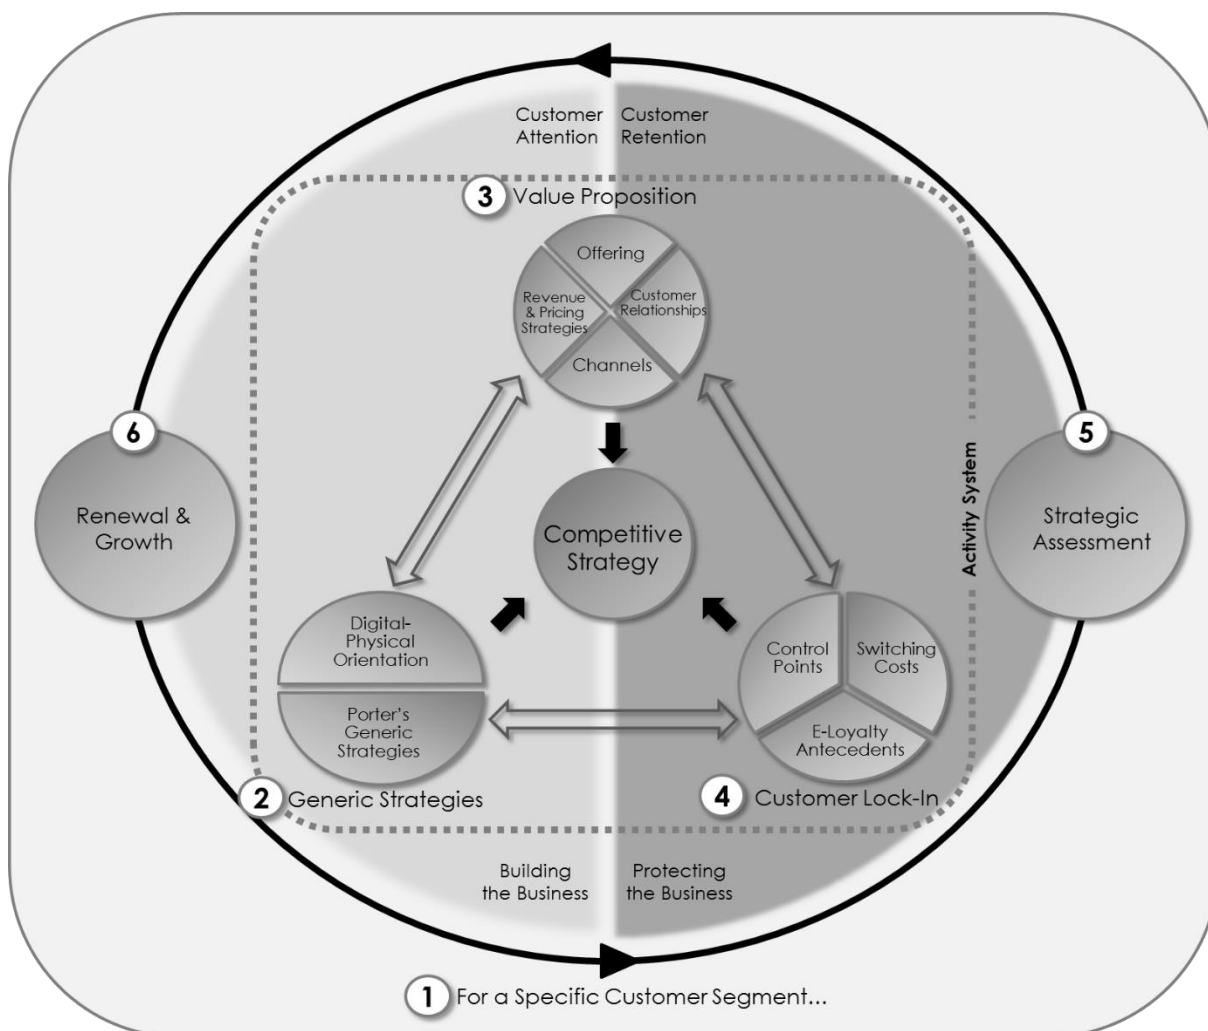 Customer
Attention
Customer
Retention
3 Value Proposition
Offering
Revenue
& Pricing
Strategies
Customer
Relationships
Channels
6
Renewal &
Growth
5
Strategic
Assessment
Activity System
Competitive
Strategy
Digital-
Physical
Orientation
Porter's
Generic
Strategies
Control
Points
Switching
Costs
E-Loyalty
Antecedents
2 Generic Strategies
4 Customer Lock-In
Building
the Business
Protecting
the Business
1 For a Specific Customer Segment...